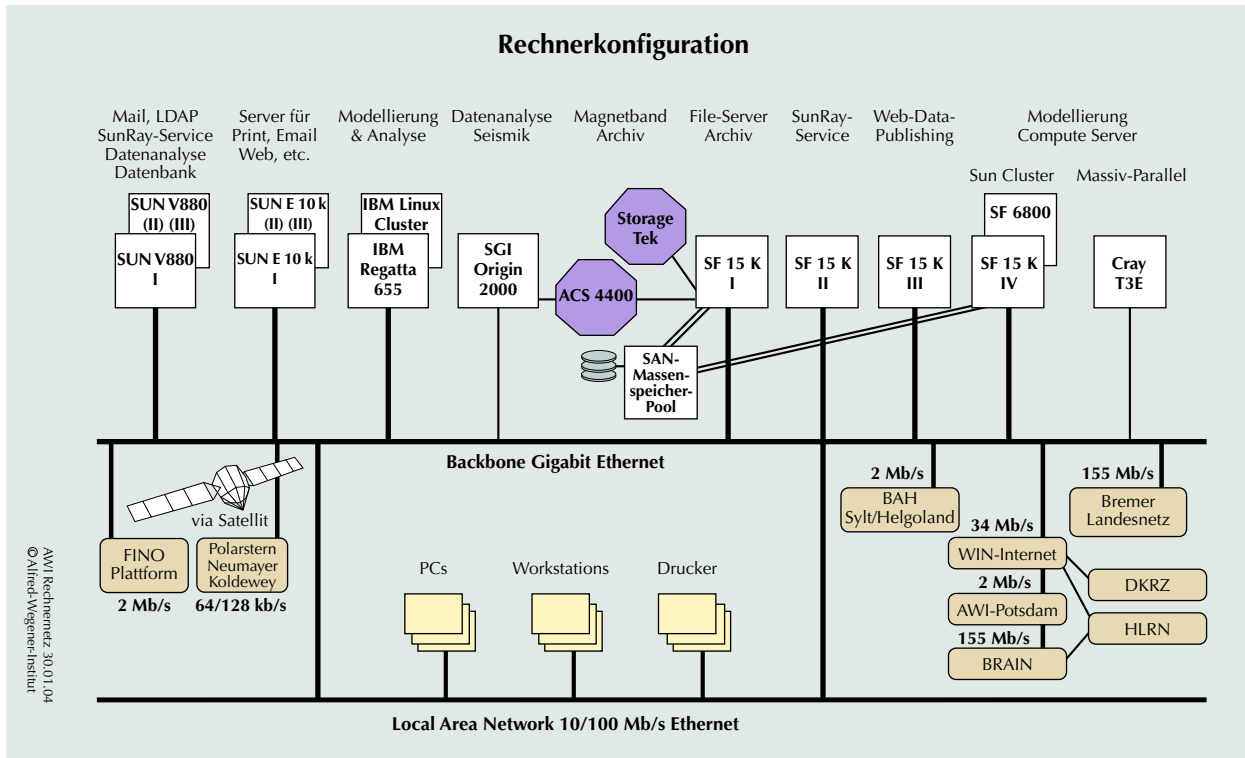 Rechnerkonfiguration
Mail, LDAP
SunRay-Service
Datenanalyse
Datenbank
Server für
Print, Email
Web, etc.
Modellierung
& Analyse
Datenanalyse
Seismik
Magnetband
Archiv
File-Server
Archiv
SunRay-
Service
Web-Data-
Publishing
Modellierung
Compute Server
Sun Cluster
Massiv-Parallel
SUN V880
(II) (III)
SUN V880
I
SUN E 10 k
(II) (III)
SUN E 10 k
I
IBM Linux
Cluster
IBM
Regatta
655
SGI
Origin
2000
Storage
Tek
ACS 4400
SF 15 K
I
SF 15 K
II
SF 15 K
III
SF 6800
SF 15 K
IV
Cray
T3E
SAN-
Massen-
speicher-
Pool
Backbone Gigabit Ethernet
via Satellit
FINO
Plattform
2 Mb/s
Polarstern
Neumayer
Koldewey
64/128 kb/s
PCs
Workstations
Drucker
2 Mb/s
BAH
Sylt/Helgoland
155 Mb/s
Bremer
Landesnetz
34 Mb/s
WIN-Internet
DKRZ
2 Mb/s
AWI-Potsdam
HLRN
155 Mb/s
BRAIN
Local Area Network 10/100 Mb/s Ethernet
AWI Rechnernetz 30.01.04
© Alfred-Wegener-Institut